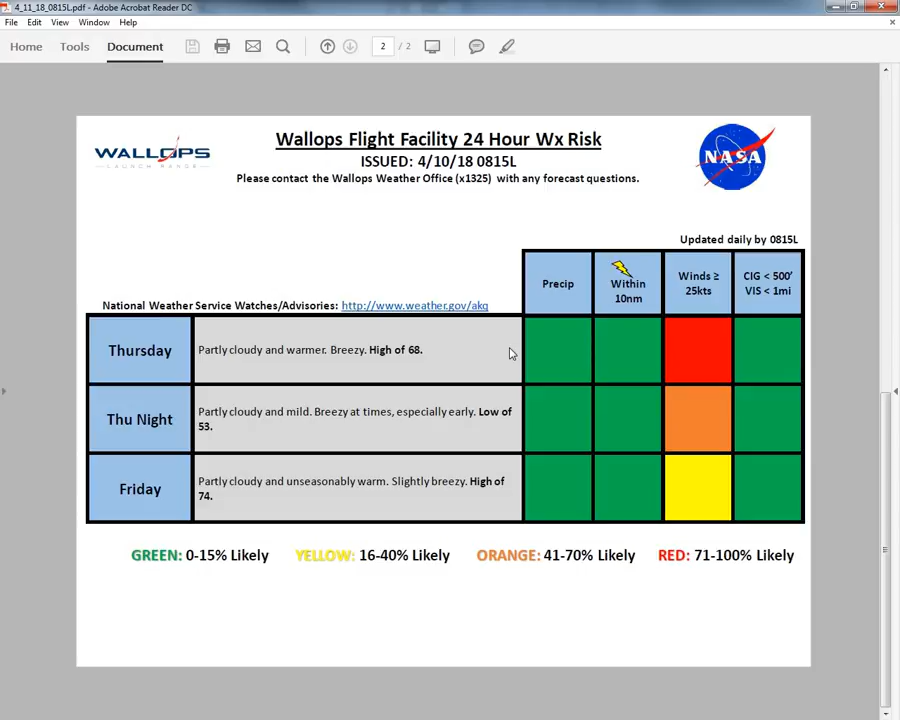 4_11_18_0815L.pdf - Adobe Acrobat Reader DC
File Edit View Window Help
Home Tools Document 2 / 2
WALLOPS
LAUNCH RANGE
Wallops Flight Facility 24 Hour Wx Risk
ISSUED: 4/10/18 0815L
Please contact the Wallops Weather Office (x1325) with any forecast questions.
NASA
Updated daily by 0815L
National Weather Service Watches/Advisories: http://www.weather.gov/akq
Precip
Within
10nm
Winds ≥
25kts
CIG < 500'
VIS < 1mi
Thursday
Partly cloudy and warmer. Breezy. High of 68.
Thu Night
Partly cloudy and mild. Breezy at times, especially early. Low of
53.
Friday
Partly cloudy and unseasonably warm. Slightly breezy. High of
74.
GREEN: 0-15% Likely YELLOW: 16-40% Likely ORANGE: 41-70% Likely RED: 71-100% Likely